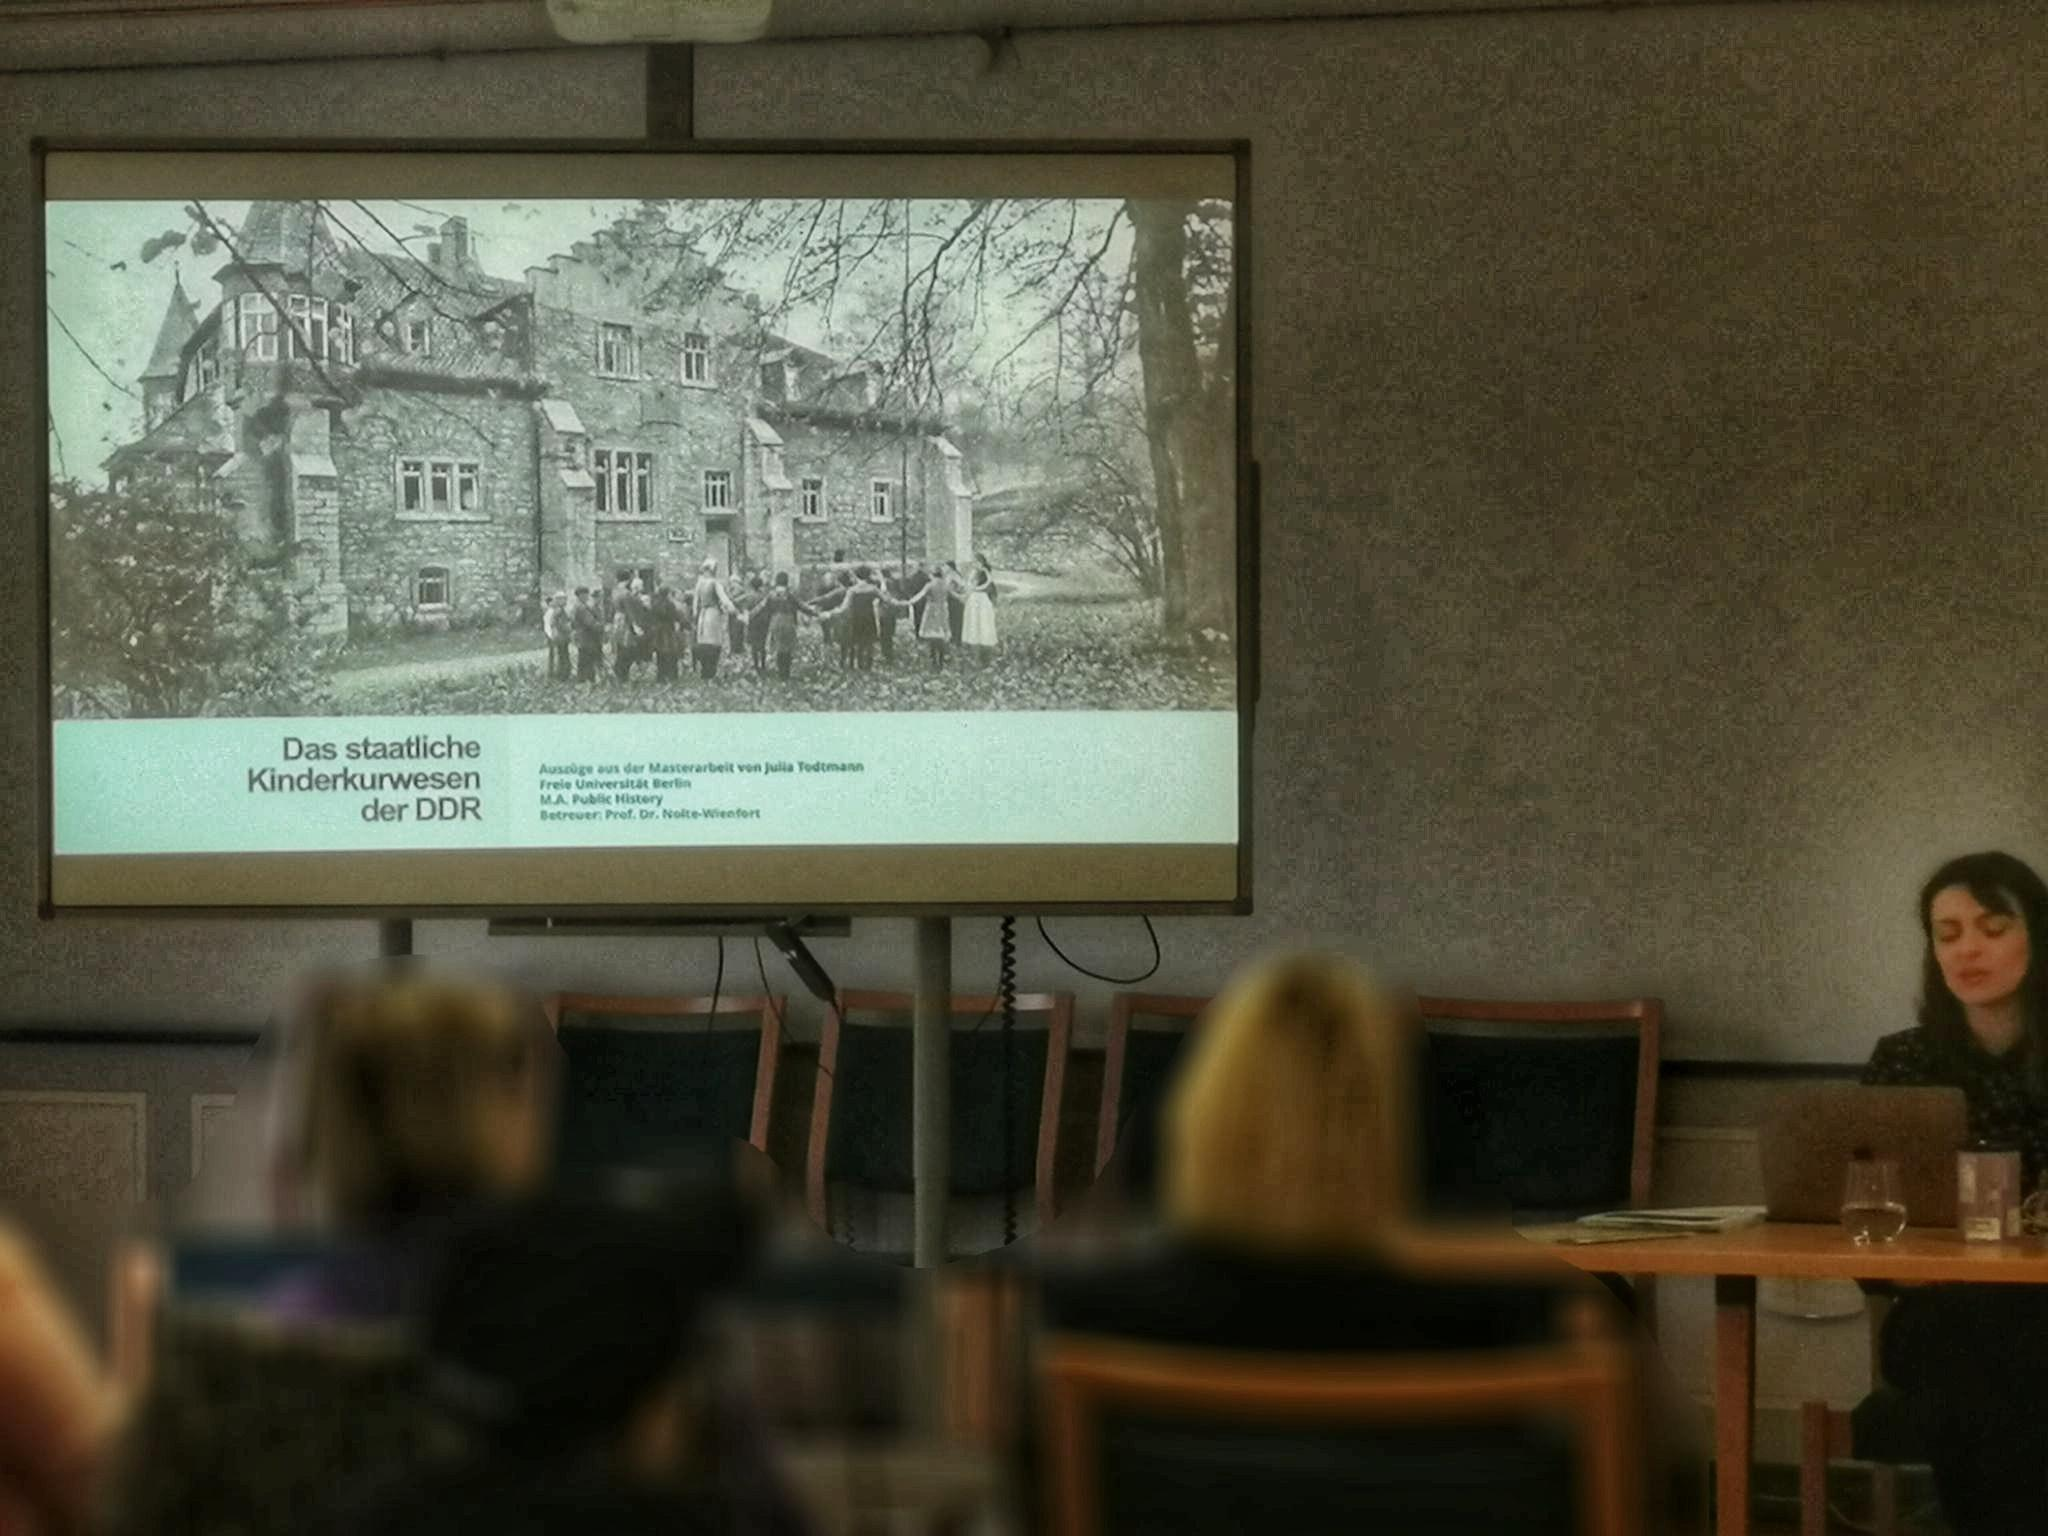 Das staatliche
Kinderkurwesen
der DDR
Auszüge aus der Masterarbeit von Julia Todtmann
Freie Universität Berlin
M.A. Public History
Betreuer: Prof. Dr. Nolte-Wienfort